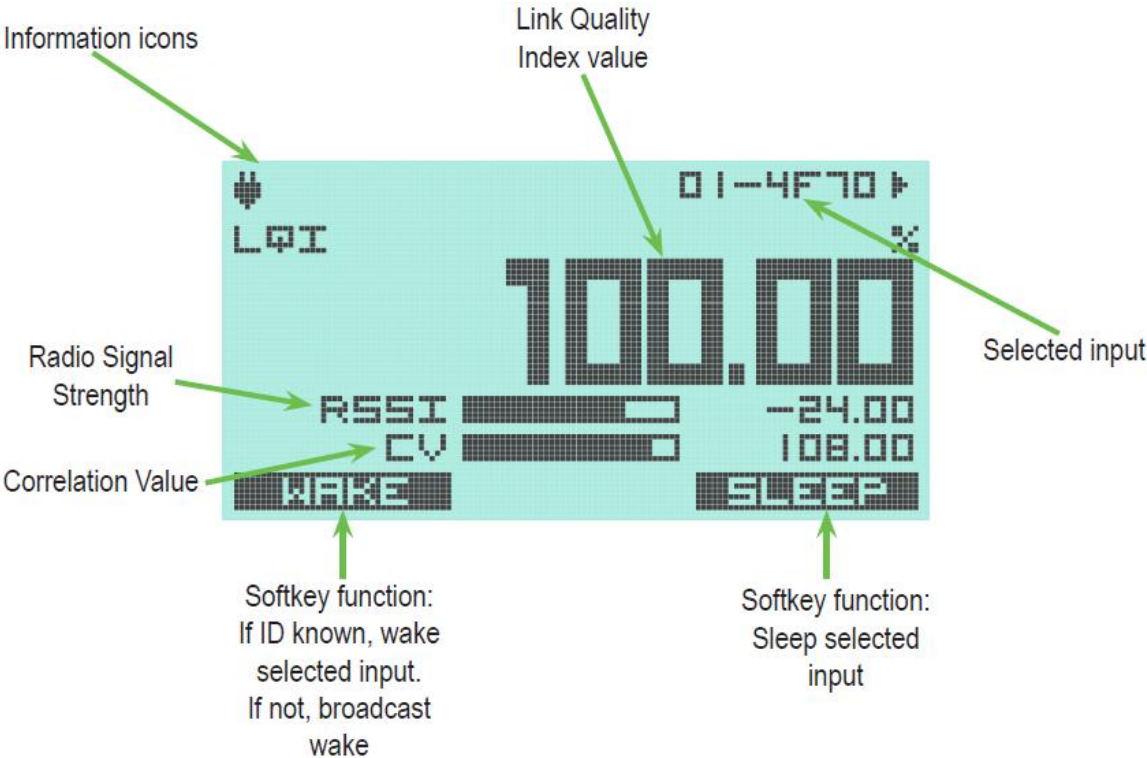 Information icons
Link Quality
Index value
01-4F70
LQI
%
100.00
Selected input
Radio Signal
Strength
RSSI
-24.00
CV
108.00
Correlation Value
WAKE
SLEEP
Softkey function:
If ID known, wake
selected input.
If not, broadcast
wake
Softkey function:
Sleep selected
input